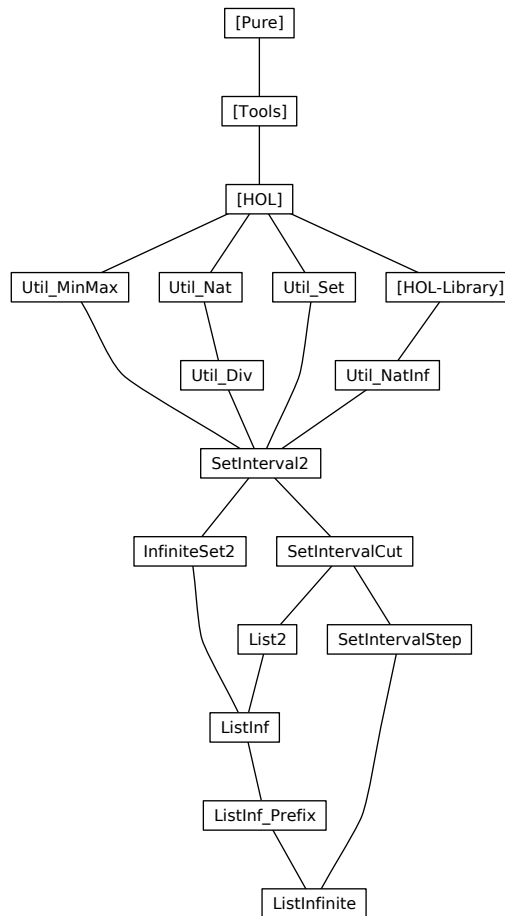 [Pure]
[Tools]
[HOL]
Util_MinMax
Util_Nat
Util_Set
[HOL-Library]
Util_Div
Util_NatInf
SetInterval2
InfiniteSet2
SetIntervalCut
List2
SetIntervalStep
ListInf
ListInf_Prefix
ListInfinite